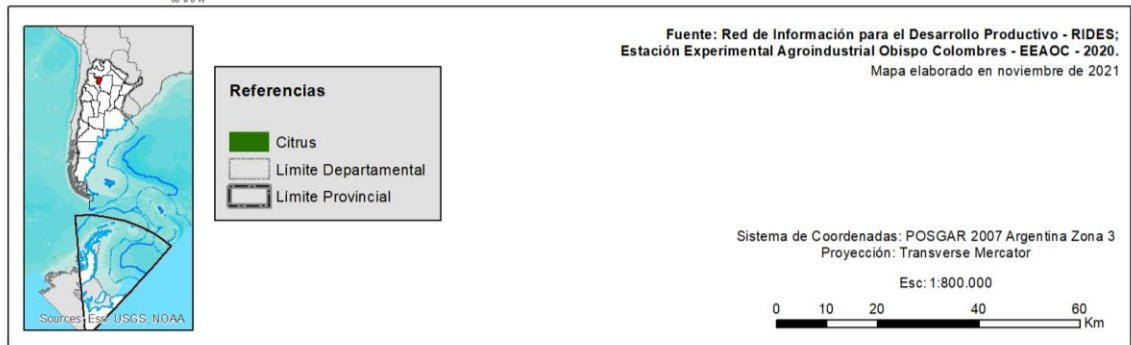 Fuente: Red de Información para el Desarrollo Productivo - RIDES;
Estación Experimental Agroindustrial Obispo Colombres - EEAOC - 2020.
Mapa elaborado en noviembre de 2021
Referencias
Citrus
Límite Departamental
Límite Provincial
Sistema de Coordenadas: POSGAR 2007 Argentina Zona 3
Proyección: Transverse Mercator
Esc: 1:800.000
0 10 20 40 60
Km
Sources: Esri, USGS, NOAA